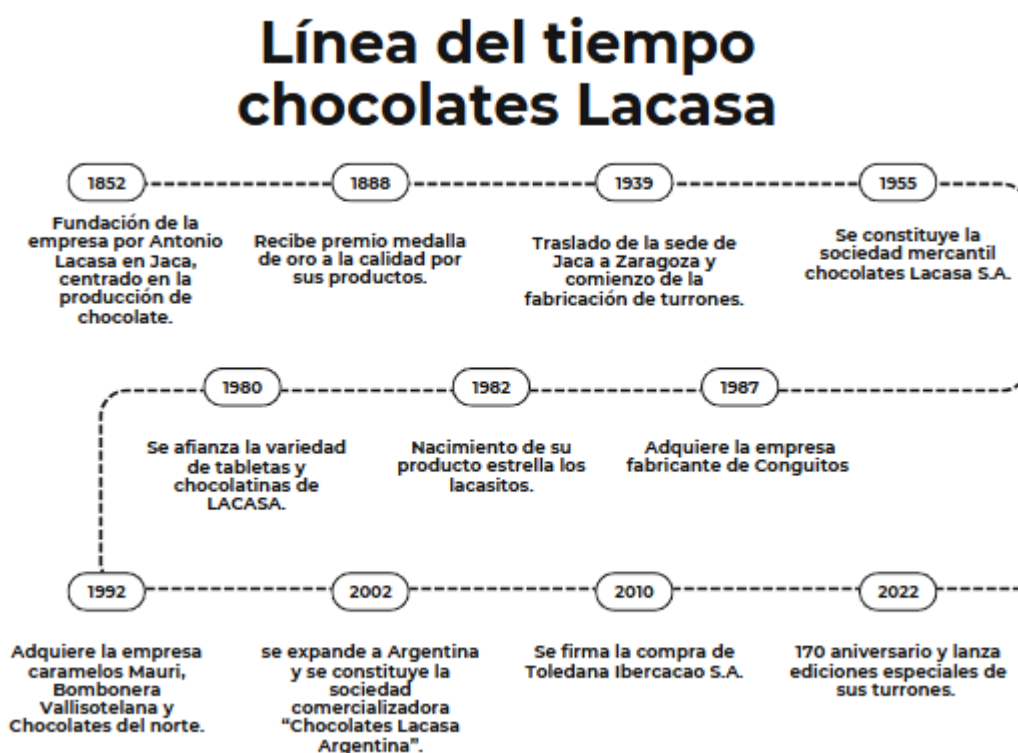 Línea del tiempo
chocolates Lacasa
1852
Fundación de la
empresa por Antonio
Lacasa en Jaca,
centrado en la
producción de
chocolate.
1888
Recibe premio medalla
de oro a la calidad por
sus productos.
1939
Traslado de la sede de
Jaca a Zaragoza y
comienzo de la
fabricación de turrones.
1955
Se constituye la
sociedad mercantil
chocolates Lacasa S.A.
1980
Se afianza la variedad
de tabletas y
chocolatinas de
LACASA.
1982
Nacimiento de su
producto estrella los
lacasitos.
1987
Adquiere la empresa
fabricante de Conguitos
1992
Adquiere la empresa
caramelos Mauri,
Bombonera
Vallisotelana y
Chocolates del norte.
2002
se expande a Argentina
y se constituye la
sociedad
comercializadora
“Chocolates Lacasa
Argentina”.
2010
Se firma la compra de
Toledana Ibercacao S.A.
2022
170 aniversario y lanza
ediciones especiales de
sus turrones.